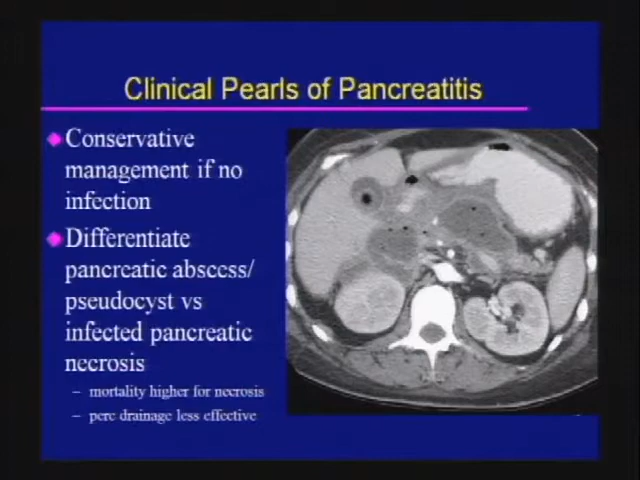 Clinical Pearls of Pancreatitis
Conservative
management if no
infection
Differentiate
pancreatic abscess/
pseudocyst vs
infected pancreatic
necrosis
– mortality higher for necrosis
– perc drainage less effective